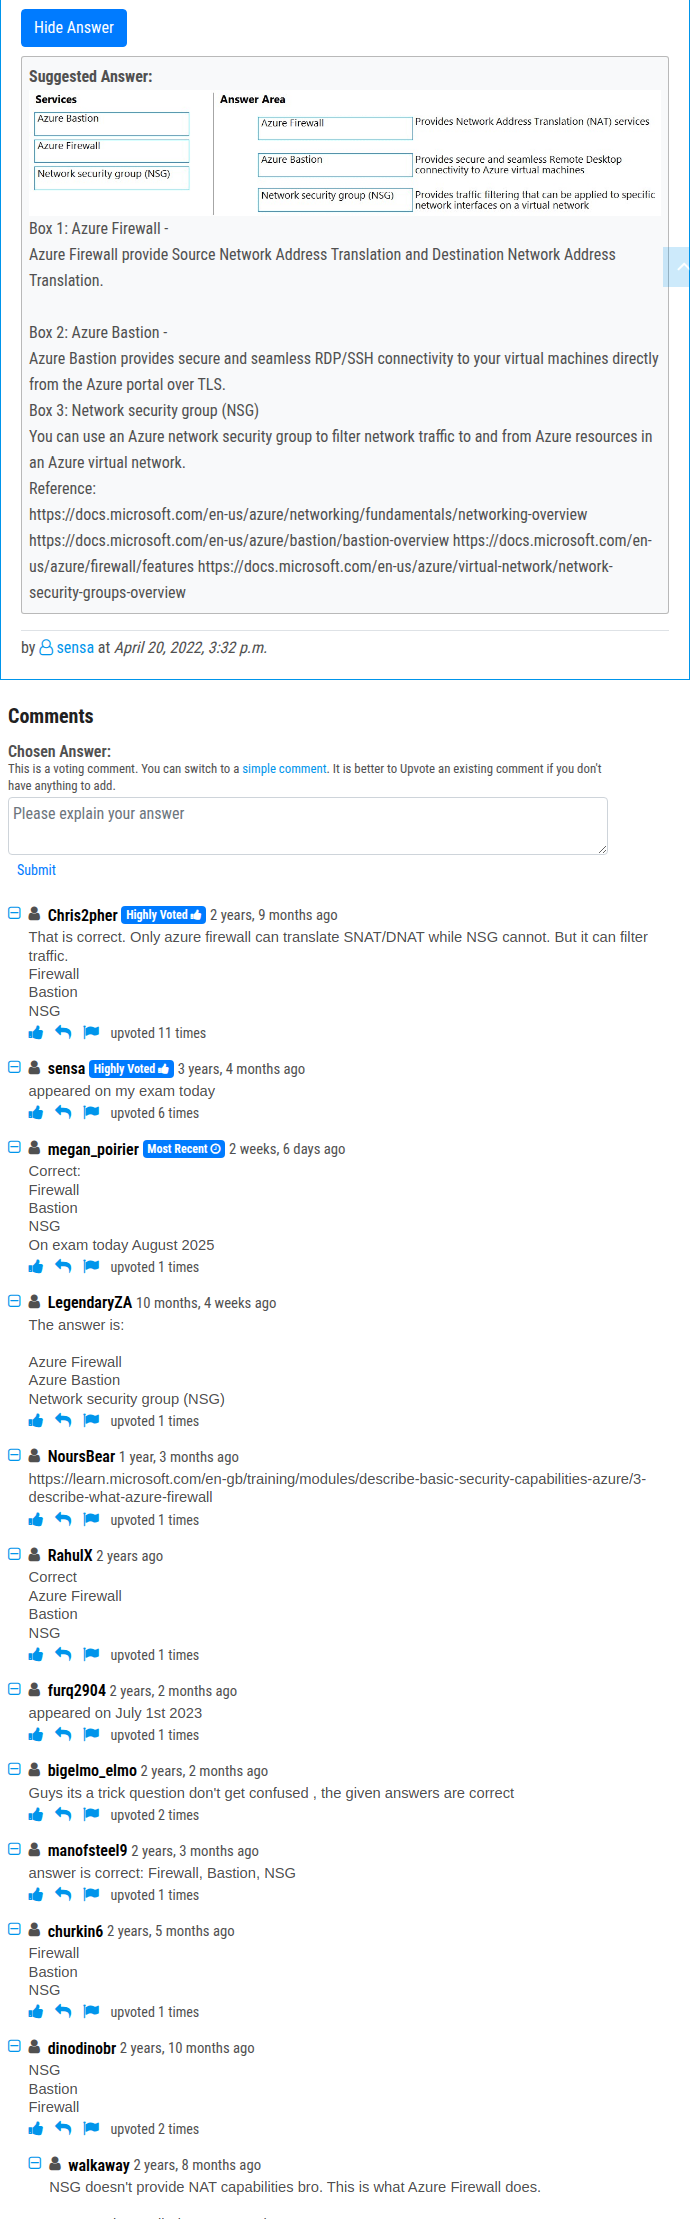 Hide Answer
Suggested Answer:
Services
Answer Area
Azure Bastion
Azure Firewall
Network security group (NSG)
Azure Firewall
Provides Network Address Translation (NAT) services
Azure Bastion
Provides secure and seamless Remote Desktop
connectivity to Azure virtual machines
Network security group (NSG)
Provides traffic filtering that can be applied to specific
network interfaces on a virtual network
Box 1: Azure Firewall -
Azure Firewall provide Source Network Address Translation and Destination Network Address
Translation.
Box 2: Azure Bastion -
Azure Bastion provides secure and seamless RDP/SSH connectivity to your virtual machines directly
from the Azure portal over TLS.
Box 3: Network security group (NSG)
You can use an Azure network security group to filter network traffic to and from Azure resources in
an Azure virtual network.
Reference:
https://docs.microsoft.com/en-us/azure/networking/fundamentals/networking-overview
https://docs.microsoft.com/en-us/azure/bastion/bastion-overview https://docs.microsoft.com/en-
us/azure/firewall/features https://docs.microsoft.com/en-us/azure/virtual-network/network-
security-groups-overview
by sensa at April 20, 2022, 3:32 p.m.
Comments
Chosen Answer:
This is a voting comment. You can switch to a simple comment. It is better to Upvote an existing comment if you don't
have anything to add.
Please explain your answer
Submit
Chris2pher Highly Voted 2 years, 9 months ago
That is correct. Only azure firewall can translate SNAT/DNAT while NSG cannot. But it can filter
traffic.
Firewall
Bastion
NSG
upvoted 11 times
sensa Highly Voted 3 years, 4 months ago
appeared on my exam today
upvoted 6 times
megan_poirier Most Recent 2 weeks, 6 days ago
Correct:
Firewall
Bastion
NSG
On exam today August 2025
upvoted 1 times
LegendaryZA 10 months, 4 weeks ago
The answer is:
Azure Firewall
Azure Bastion
Network security group (NSG)
upvoted 1 times
NoursBear 1 year, 3 months ago
https://learn.microsoft.com/en-gb/training/modules/describe-basic-security-capabilities-azure/3-
describe-what-azure-firewall
upvoted 1 times
RahulX 2 years ago
Correct
Azure Firewall
Bastion
NSG
upvoted 1 times
furq2904 2 years, 2 months ago
appeared on July 1st 2023
upvoted 1 times
bigelmo_elmo 2 years, 2 months ago
Guys its a trick question don't get confused , the given answers are correct
upvoted 2 times
manofsteel9 2 years, 3 months ago
answer is correct: Firewall, Bastion, NSG
upvoted 1 times
churkin6 2 years, 5 months ago
Firewall
Bastion
NSG
upvoted 1 times
dinodinobr 2 years, 10 months ago
NSG
Bastion
Firewall
upvoted 2 times
walkaway 2 years, 8 months ago
NSG doesn't provide NAT capabilities bro. This is what Azure Firewall does.